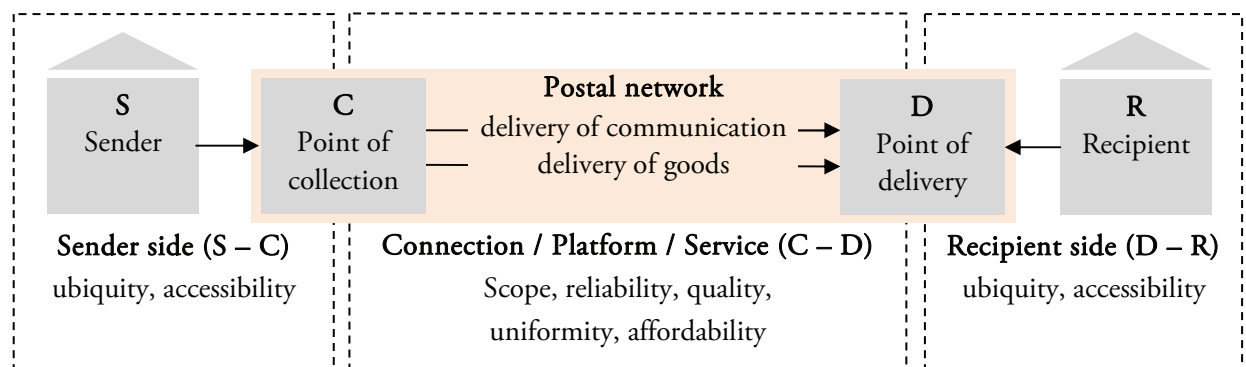 S
Sender
C
Point of
collection
Postal network
delivery of communication
delivery of goods
D
Point of
delivery
R
Recipient
Sender side (S – C)
ubiquity, accessibility
Connection / Platform / Service (C – D)
Scope, reliability, quality,
uniformity, affordability
Recipient side (D – R)
ubiquity, accessibility